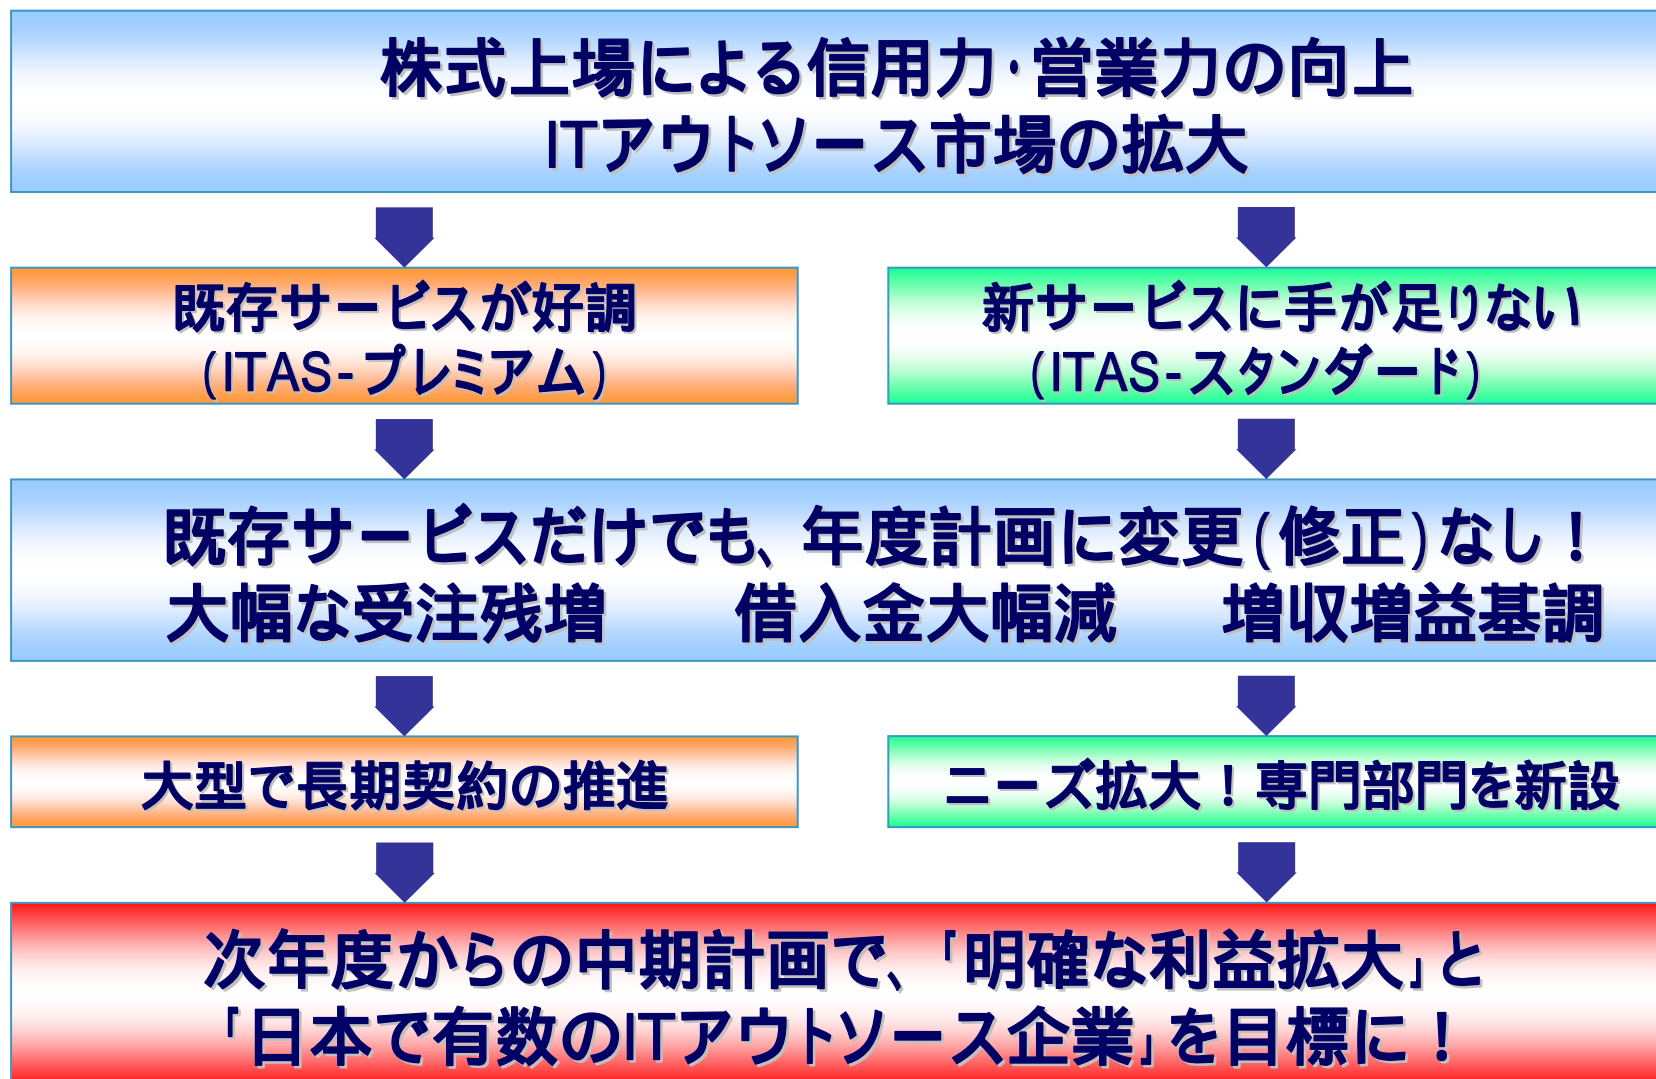 株式上場による信用力・営業力の向上
ITアウトソース市場の拡大
既存サービスが好調
(ITAS-プレミアム)
新サービスに手が足りない
(ITAS-スタンダード)
既存サービスだけでも、年度計画に変更(修正)なし！
大幅な受注残増　借入金大幅減　増収増益基調
大型で長期契約の推進
ニーズ拡大！専門部門を新設
次年度からの中期計画で、「明確な利益拡大」と
「日本で有数のITアウトソース企業」を目標に！